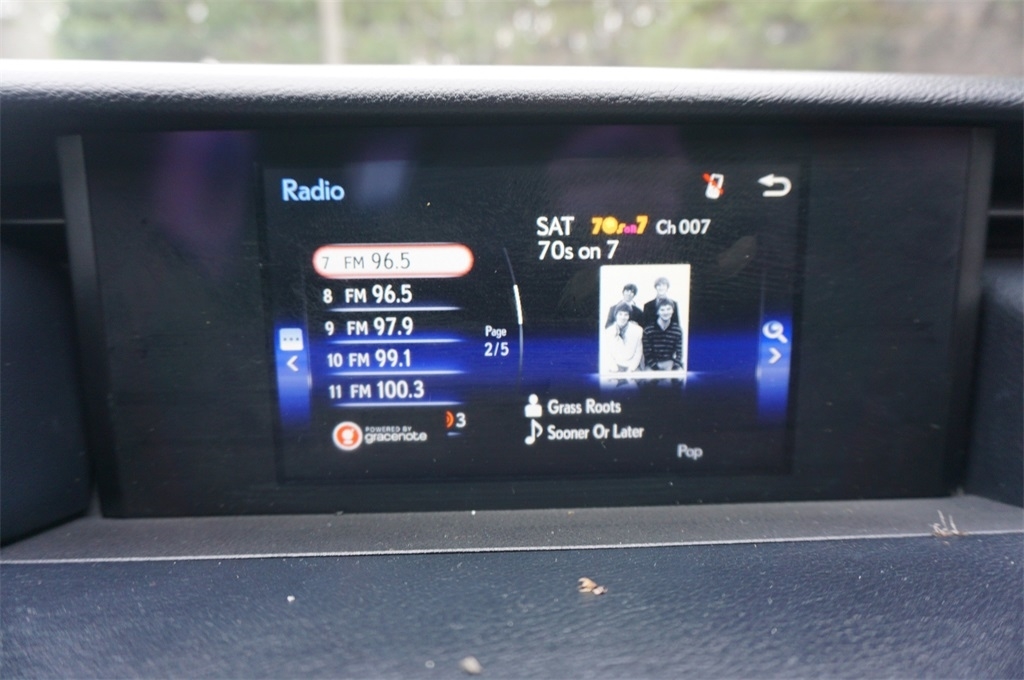 Radio
7 FM 96.5
8 FM 96.5
9 FM 97.9
10 FM 99.1
11 FM 100.3
Page
2/5
POWERED BY
gracenote
3
SAT 70s on 7 Ch 007
70s on 7
Grass Roots
Sooner Or Later
Pop